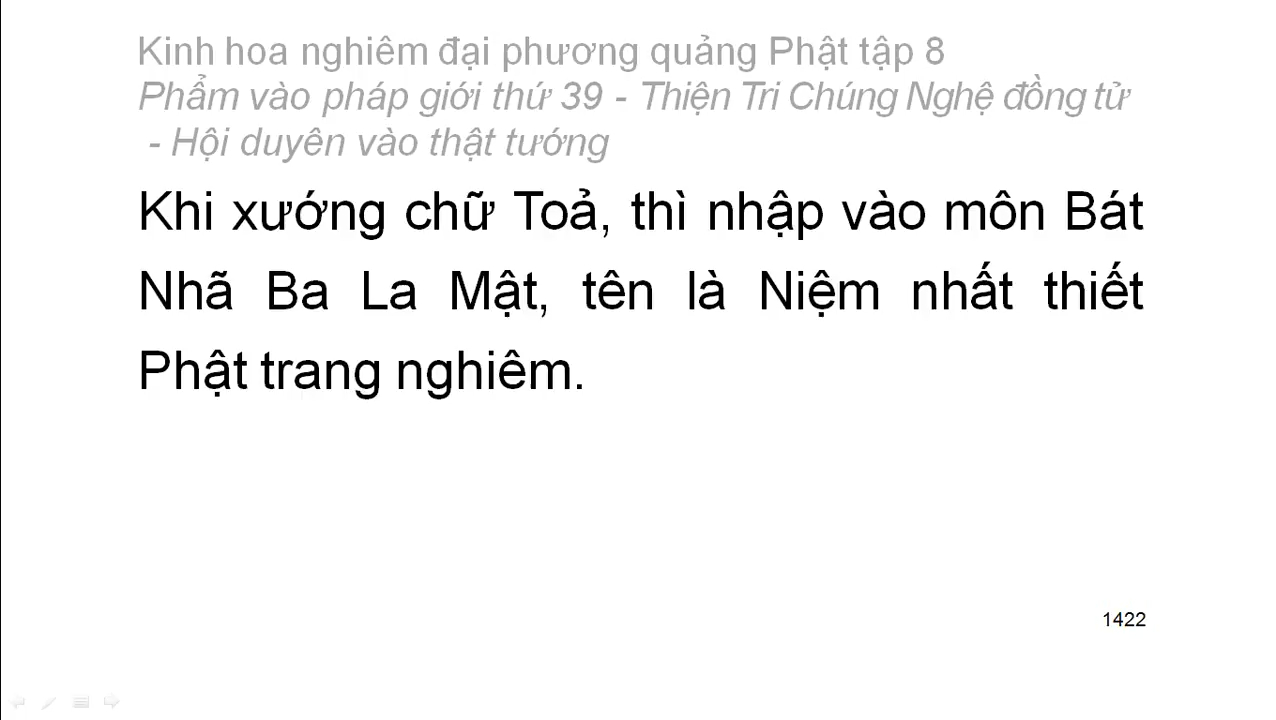 Kinh hoa nghiêm đại phương quảng Phật tập 8
Phẩm vào pháp giới thứ 39 - Thiện Tri Chúng Nghệ đồng tử
- Hội duyên vào thật tướng
Khi xướng chữ Toả, thì nhập vào môn Bát
Nhã Ba La Mật, tên là Niệm nhất thiết
Phật trang nghiêm.
1422